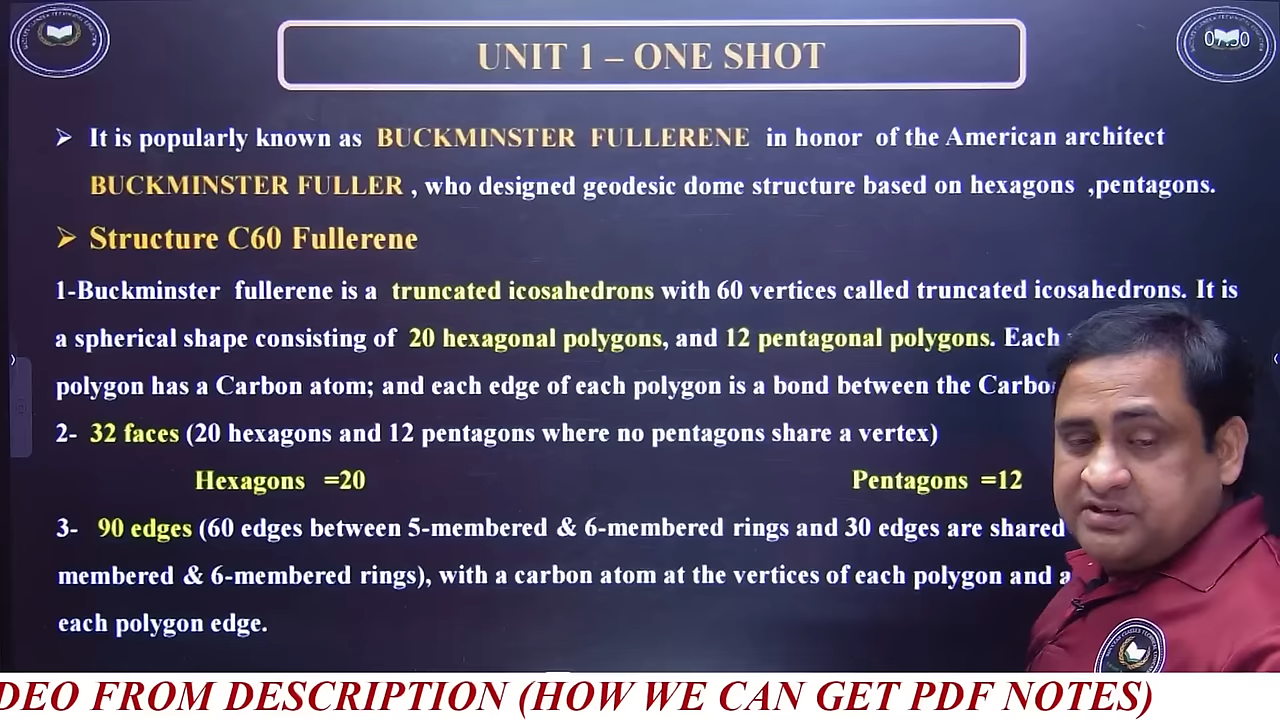 UNIT 1 – ONE SHOT
➢ It is popularly known as BUCKMINSTER FULLERENE in honor of the American architect
BUCKMINSTER FULLER , who designed geodesic dome structure based on hexagons ,pentagons.
➢ Structure C60 Fullerene
1-Buckminster fullerene is a truncated icosahedrons with 60 vertices called truncated icosahedrons. It is
a spherical shape consisting of 20 hexagonal polygons, and 12 pentagonal polygons. Each
polygon has a Carbon atom; and each edge of each polygon is a bond between the
2- 32 faces (20 hexagons and 12 pentagons where no pentagons share a vertex)
Hexagons =20 Pentagons =12
3- 90 edges (60 edges between 5-membered & 6-membered rings and 30 edges are shared
membered & 6-membered rings), with a carbon atom at the vertices of each polygon and
each polygon edge.
FROM DESCRIPTION (HOW WE CAN GET PDF NOTES)